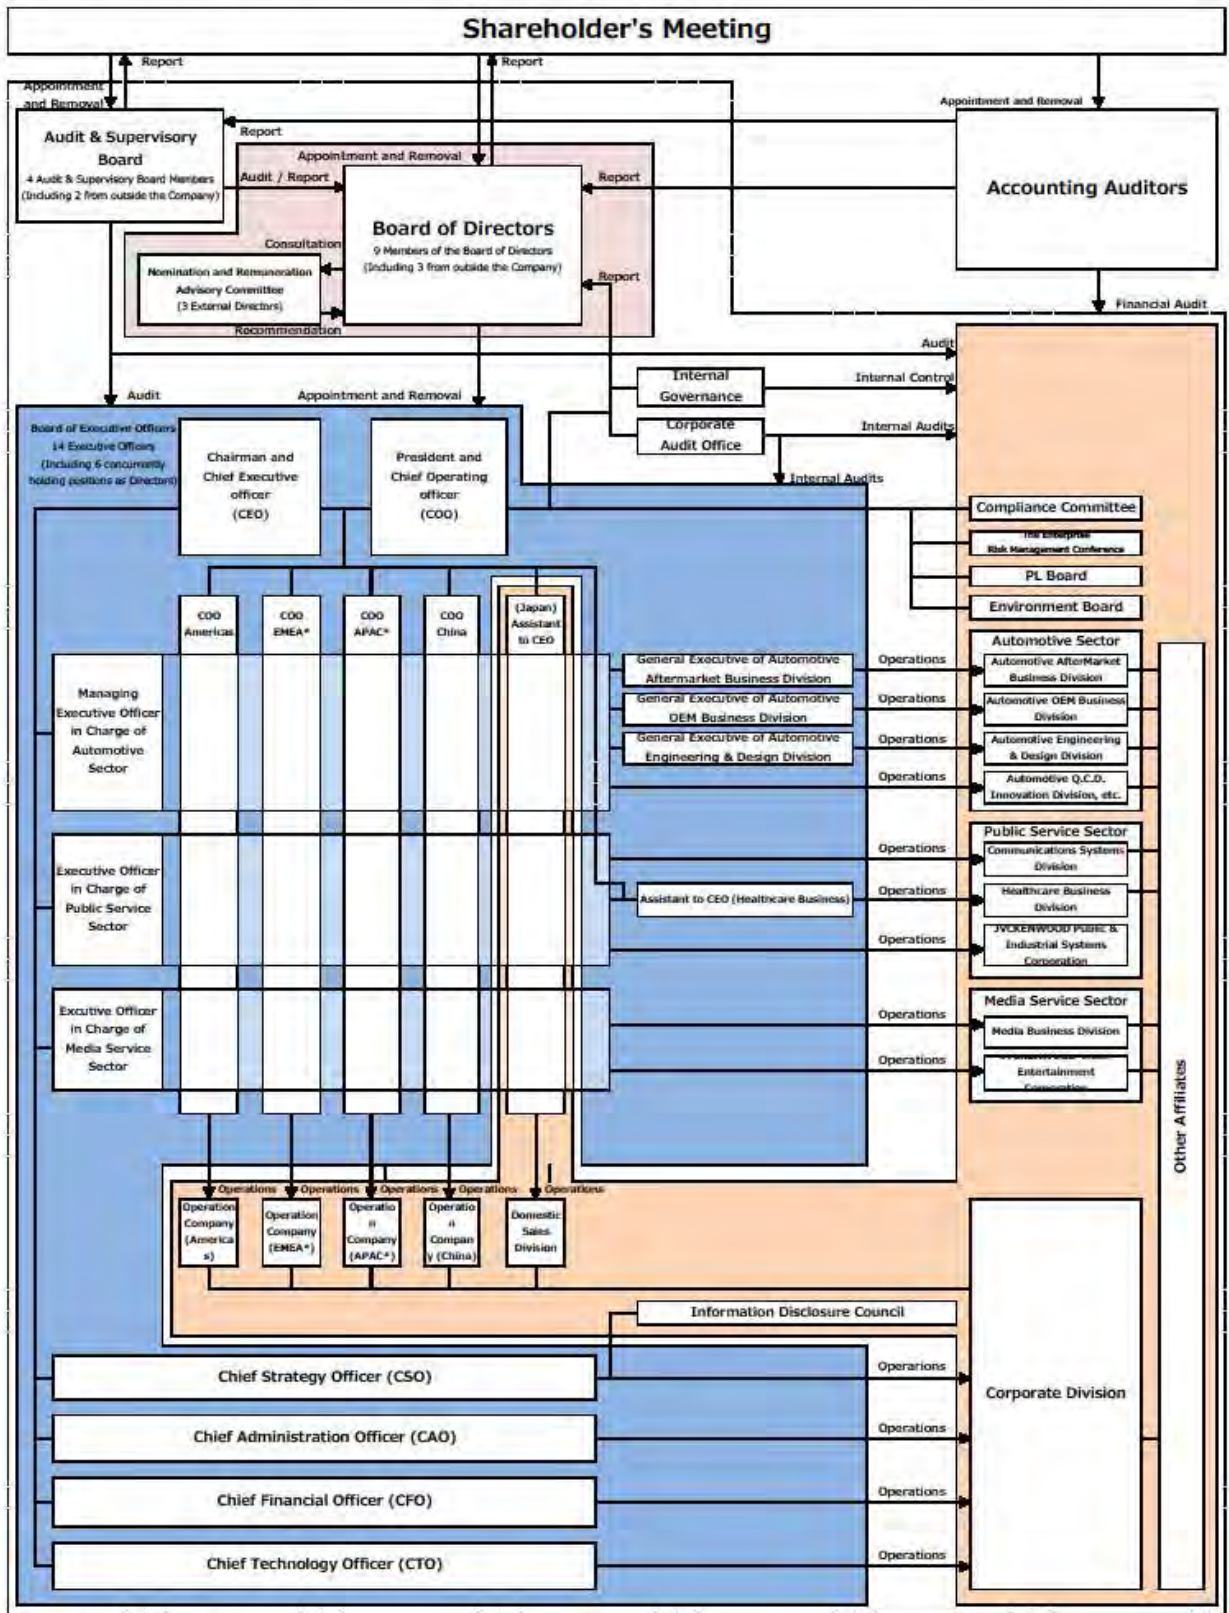 Shareholder's Meeting
Report
Report
Appointment
and Removal
Appointment and Removal
Audit & Supervisory
Board
4 Audit & Supervisory Board Members
(Including 2 from outside the Company)
Report
Appointment and Removal
Audit / Report
Report
Accounting Auditors
Board of Directors
9 Members of the Board of Directors
(Including 3 from outside the Company)
Consultation
Nomination and Remuneration
Advisory Committee
(3 External Directors)
Recommendation
Report
Financial Audit
Audit
Internal
Governance
Internal Control
Audit
Appointment and Removal
Corporate
Audit Office
Internal Audits
Internal Audits
Board of Executive Officers
14 Executive Officers
(Including 6 concurrently
holding positions as Directors)
Chairman and
Chief Executive
officer
(CEO)
President and
Chief Operating
officer
(COO)
Compliance Committee
The Enterprise
Risk Management Conference
PL Board
Environment Board
COO
Americas
COO
EMEA*
COO
APAC*
COO
China
(Japan)
Assistant
to CEO
Managing
Executive Officer
in Charge of
Automotive
Sector
General Executive of Automotive
Aftermarket Business Division
General Executive of Automotive
OEM Business Division
General Executive of Automotive
Engineering & Design Division
Operations
Operations
Operations
Operations
Automotive Sector
Automotive AfterMarket
Business Division
Automotive OEM Business
Division
Automotive Engineering
& Design Division
Automotive Q.C.D.
Innovation Division, etc.
Executive Officer
in Charge of
Public Service
Sector
Assistant to CEO (Healthcare Business)
Operations
Operations
Operations
Public Service Sector
Communications Systems
Division
Healthcare Business
Division
JVCKENWOOD Public &
Industrial Systems
Corporation
Excutive Officer
in Charge of
Media Service
Sector
Operations
Operations
Media Service Sector
Media Business Division
Entertainment
Corporation
Other Affiliates
Operations
Operations
Operations
Operations
Operations
Operation
Company
(America
s)
Operation
Company
(EMEA*)
Operatio
n
Company
(APAC*)
Operatio
n
Compan
y (China)
Domestic
Sales
Division
Information Disclosure Council
Chief Strategy Officer (CSO)
Operarions
Corporate Division
Chief Administration Officer (CAO)
Operations
Chief Financial Officer (CFO)
Operations
Chief Technology Officer (CTO)
Operations